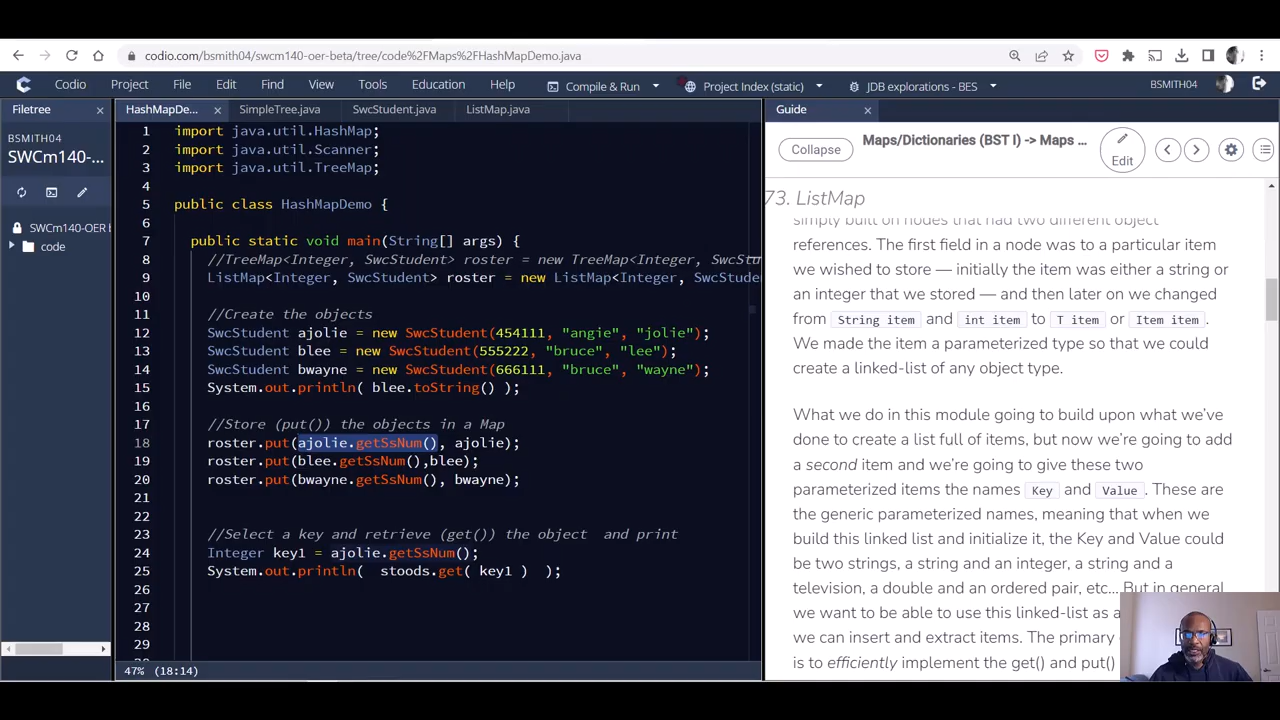 codio.com/bsmith04/swcm140-oer-beta/tree/code%2FMaps%2FHashMapDemo.java
Codio Project File Edit Find View Tools Education Help Compile & Run Project Index (static) JDB explorations - BES BSMITH04
Filetree
BSMITH04
SWCm140-...
SWCM140-OER b
code
HashMapDe... SimpleTree.java SwcStudent.java ListMap.java
1 import java.util.HashMap;
2 import java.util.Scanner;
3 import java.util.TreeMap;
4
5 public class HashMapDemo {
6
7 public static void main(String[] args) {
8 //TreeMap<Integer, SwcStudent> roster = new TreeMap<Integer, SwcStu
9 ListMap<Integer, SwcStudent> roster = new ListMap<Integer, SwcStude
10
11 //Create the objects
12 SwcStudent ajolie = new SwcStudent(454111, "angie", "jolie");
13 SwcStudent blee = new SwcStudent(555222, "bruce", "lee");
14 SwcStudent bwayne = new SwcStudent(666111, "bruce", "wayne");
15 System.out.println( blee.toString() );
16
17 //Store (put()) the objects in a Map
18 roster.put(ajolie.getSsNum(), ajolie);
19 roster.put(blee.getSsNum(),blee);
20 roster.put(bwayne.getSsNum(), bwayne);
21
22
23 //Select a key and retrieve (get()) the object and print
24 Integer key1 = ajolie.getSsNum();
25 System.out.println( stoods.get( key1 ) );
26
27
28
29
47% (18:14)
Guide
Collapse Maps/Dictionaries (BST I) -> Maps ... Edit
73. ListMap
simply built on nodes that had two different object
references. The first field in a node was to a particular item
we wished to store — initially the item was either a string or
an integer that we stored — and then later on we changed
from String item and int item to T item or Item item.
We made the item a parameterized type so that we could
create a linked-list of any object type.
What we do in this module going to build upon what we've
done to create a list full of items, but now we're going to add
a second item and we're going to give these two
parameterized items the names Key and Value. These are
the generic parameterized names, meaning that when we
build this linked list and initialize it, the Key and Value could
be two strings, a string and an integer, a string and a
television, a double and an ordered pair, etc... But in general
we want to be able to use this linked-list as a
we can insert and extract items. The primary
is to efficiently implement the get() and put()